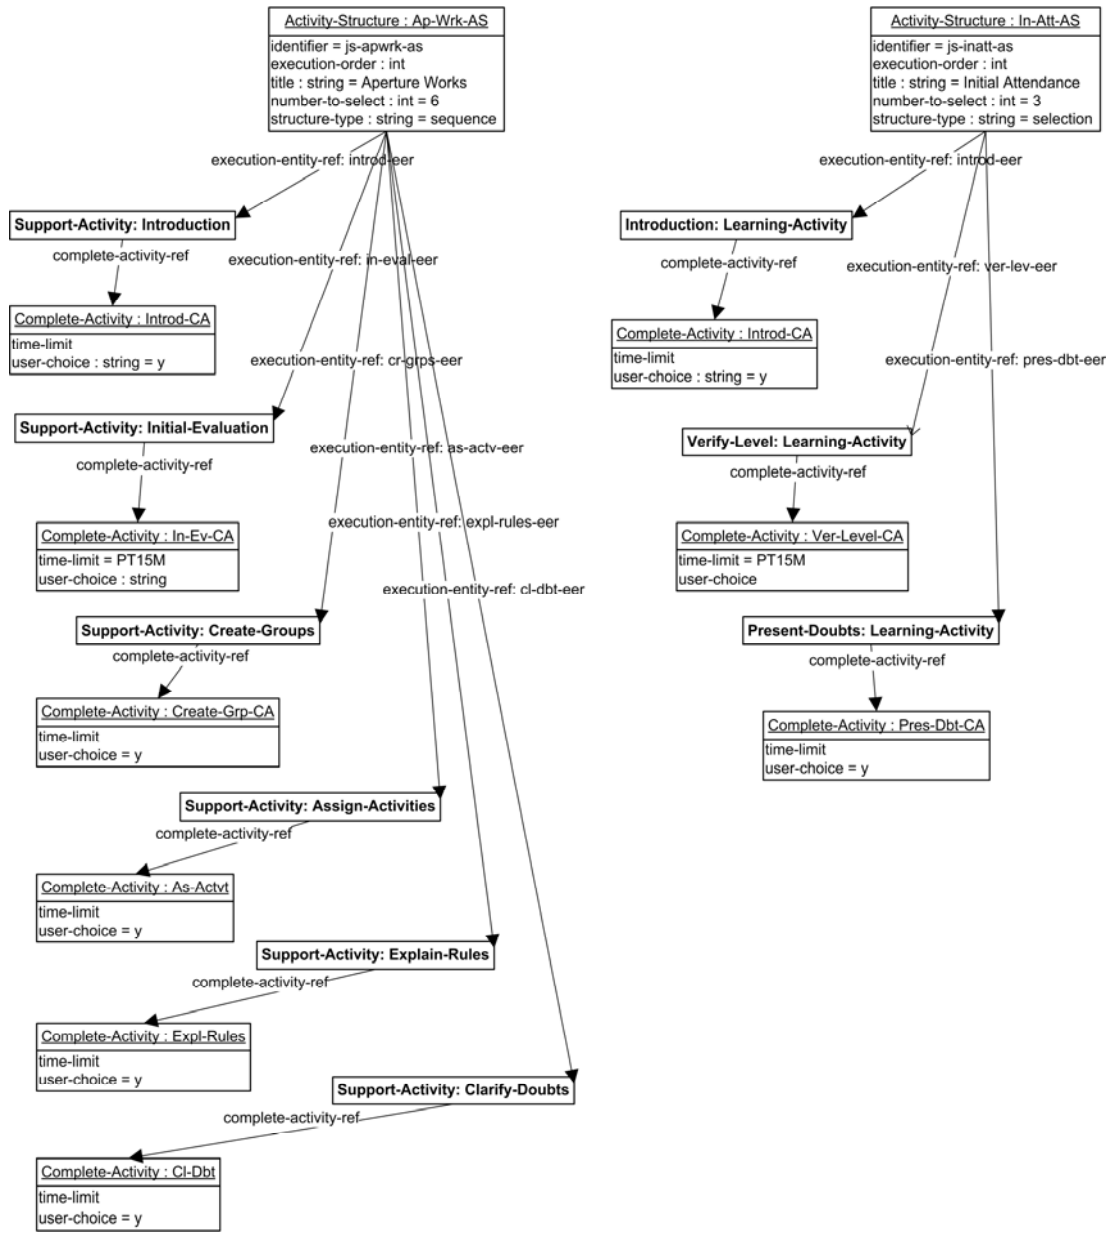 Activity-Structure : Ap-Wrk-AS
identifier = js-apwrk-as
execution-order : int
title : string = Aperture Works
number-to-select : int = 6
structure-type : string = sequence
execution-entity-ref: introd-eer
Support-Activity: Introduction
complete-activity-ref
execution-entity-ref: in-eval-eer
Complete-Activity : Introd-CA
time-limit
user-choice : string = y
execution-entity-ref: cr-grps-eer
Support-Activity: Initial-Evaluation
execution-entity-ref: as-actv-eer
complete-activity-ref
execution-entity-ref: expl-rules-eer
Complete-Activity : In-Ev-CA
time-limit = PT15M
user-choice : string
execution-entity-ref: cl-dbt-eer
Support-Activity: Create-Groups
complete-activity-ref
Complete-Activity : Create-Grp-CA
time-limit
user-choice = y
Support-Activity: Assign-Activities
complete-activity-ref
Complete-Activity : As-Actvt
time-limit
user-choice = y
Support-Activity: Explain-Rules
complete-activity-ref
Complete-Activity : Expl-Rules
time-limit
user-choice = y
Support-Activity: Clarify-Doubts
complete-activity-ref
Complete-Activity : Cl-Dbt
time-limit
user-choice = y
Activity-Structure : In-Att-AS
identifier = js-inatt-as
execution-order : int
title : string = Initial Attendance
number-to-select : int = 3
structure-type : string = selection
execution-entity-ref: introd-eer
Introduction: Learning-Activity
complete-activity-ref
execution-entity-ref: ver-lev-eer
Complete-Activity : Introd-CA
time-limit
user-choice : string = y
execution-entity-ref: pres-dbt-eer
Verify-Level: Learning-Activity
complete-activity-ref
Complete-Activity : Ver-Level-CA
time-limit = PT15M
user-choice
Present-Doubts: Learning-Activity
complete-activity-ref
Complete-Activity : Pres-Dbt-CA
time-limit
user-choice = y